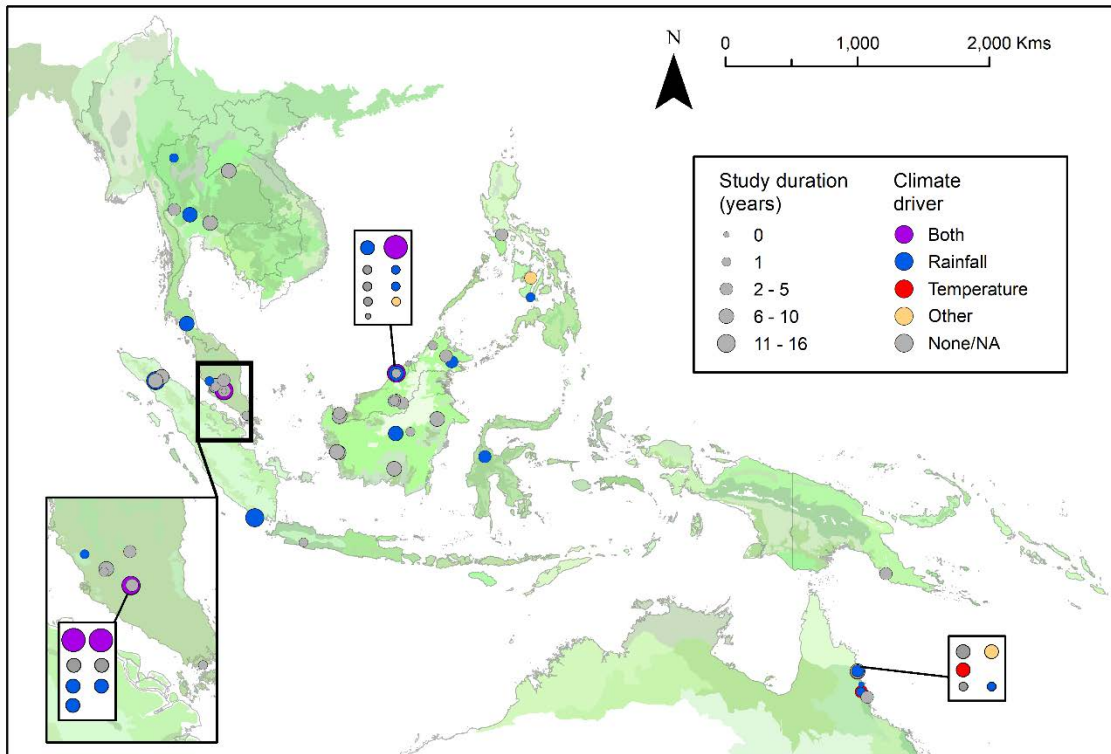 N
0 1,000 2,000 Kms
Study duration
(years)
0
1
2 - 5
6 - 10
11 - 16
Climate
driver
Both
Rainfall
Temperature
Other
None/NA